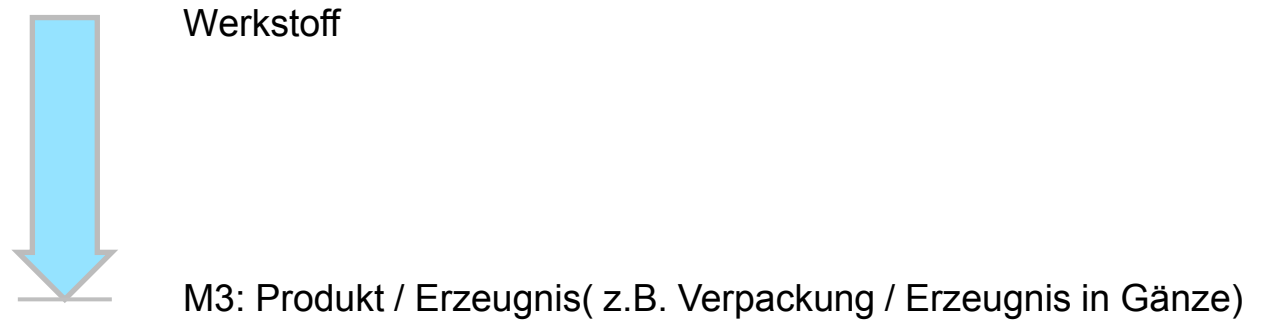 Werkstoff
M3: Produkt / Erzeugnis( z.B. Verpackung / Erzeugnis in Gänze)